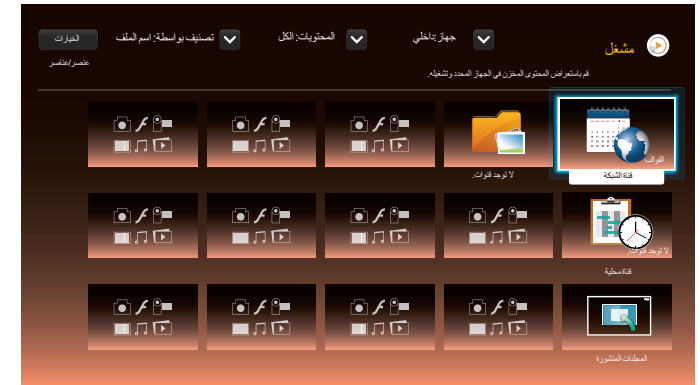 مشغل
جهاز :داخلي
المحتويات: الكل
تصنيف بواسطة: اسم الملف
الخيارات
عنصر/عناصر
قم باستعراض المحتوى المخزن في الجهاز المحدد وتشغيله.
القوالب
قناة الشبكة
لا توجد قنوات.
لا توجد قنوات.
قناة محلية
المجلدات المنشورة